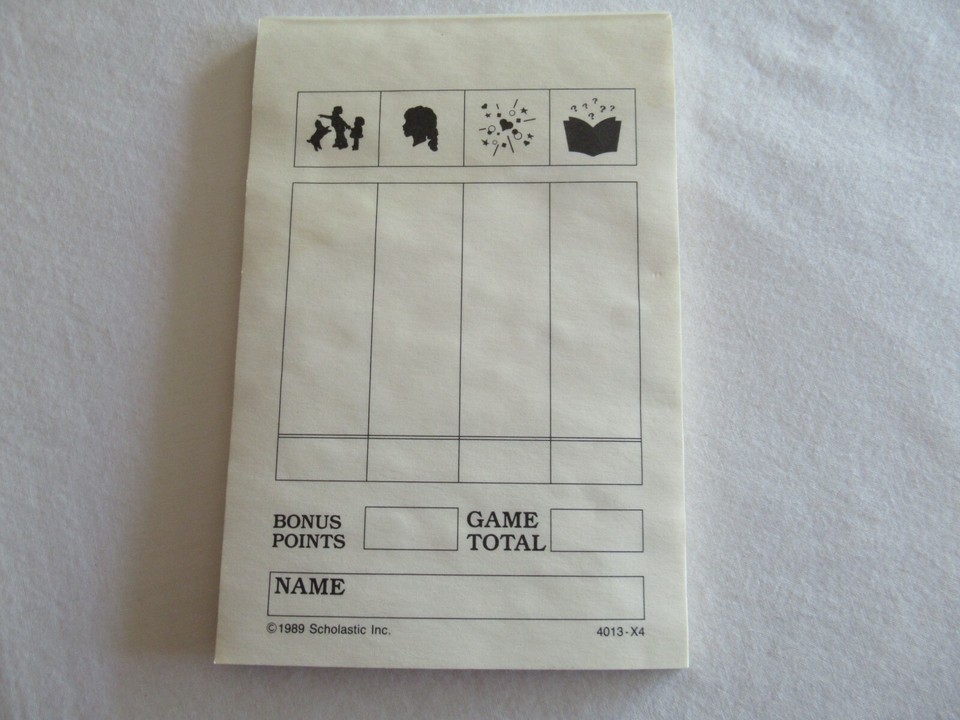 ? ? ? ? ? ?
BONUS
POINTS
GAME
TOTAL
NAME
©1989 Scholastic Inc.
4013-X4